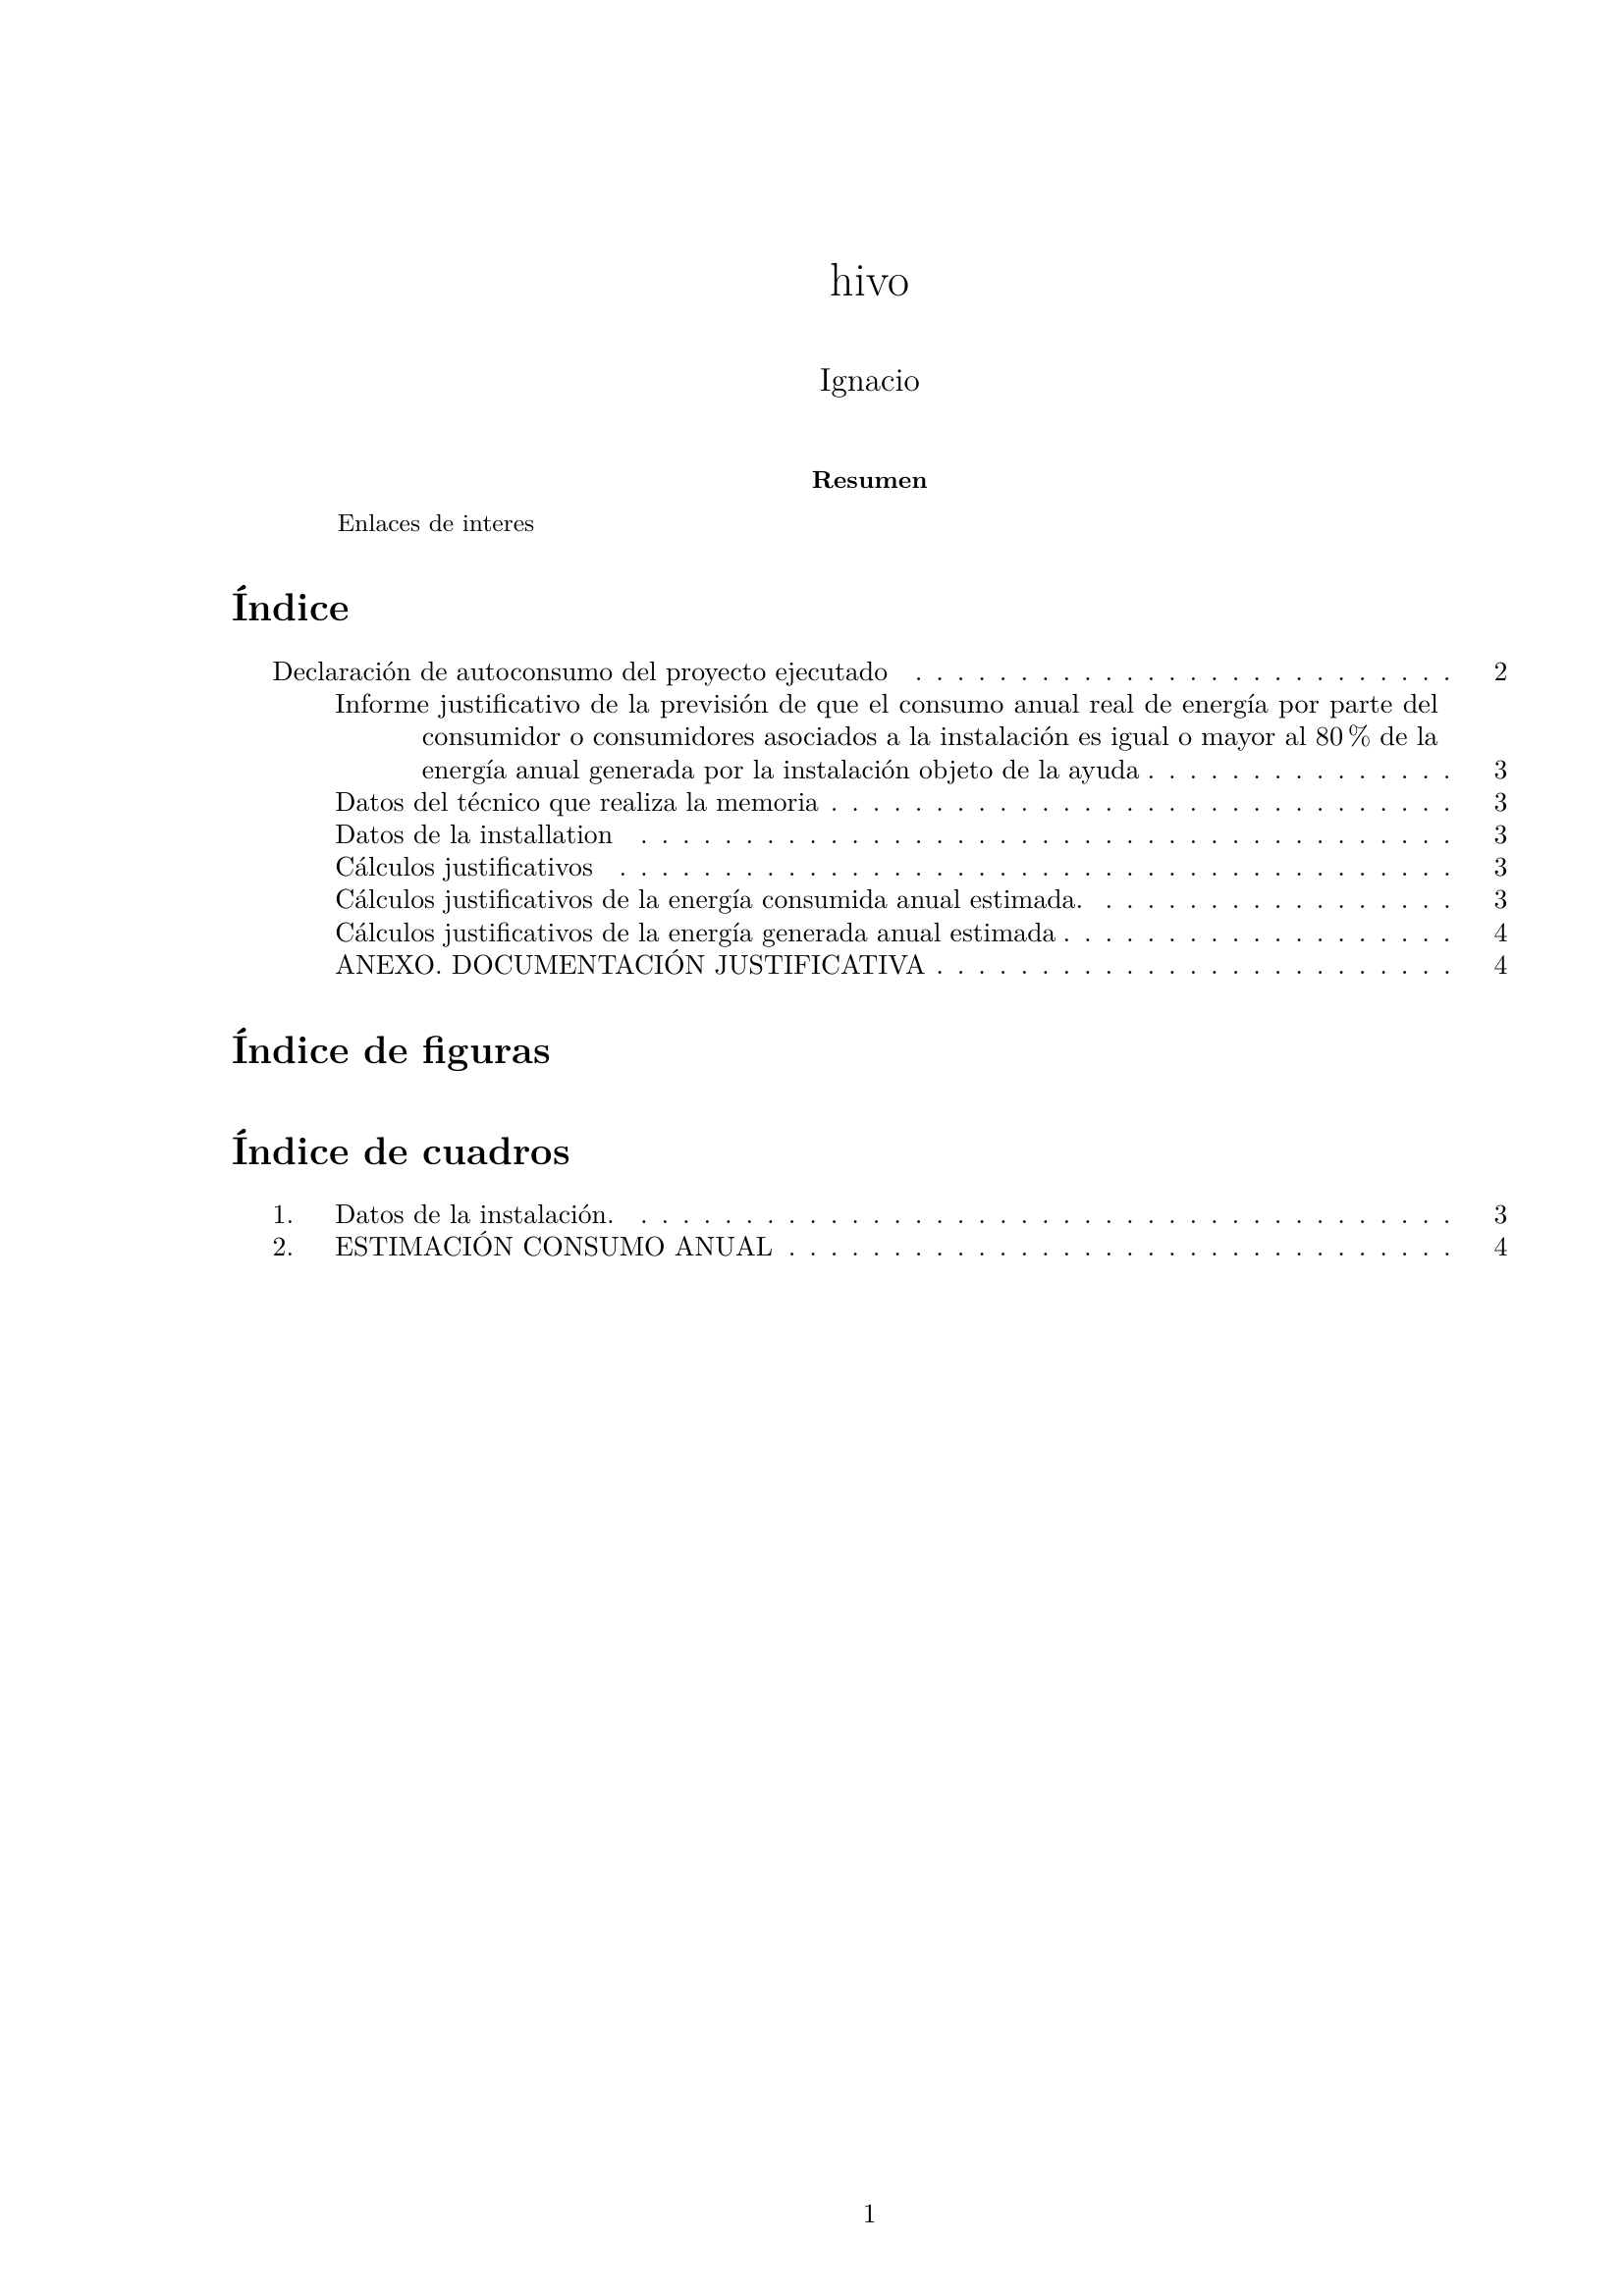 hivo
Ignacio
Resumen
Enlaces de interes
Índice
Declaración de autoconsumo del proyecto ejecutado . . . . . . . . . . . . . . . . . . . . . . . . . . 2
Informe justificativo de la previsión de que el consumo anual real de energía por parte del
consumidor o consumidores asociados a la instalación es igual o mayor al 80 % de la
energía anual generada por la instalación objeto de la ayuda . . . . . . . . . . . . . . . 3
Datos del técnico que realiza la memoria . . . . . . . . . . . . . . . . . . . . . . . . . . . . . . 3
Datos de la installation . . . . . . . . . . . . . . . . . . . . . . . . . . . . . . . . . . . . . . . 3
Cálculos justificativos . . . . . . . . . . . . . . . . . . . . . . . . . . . . . . . . . . . . . . . . 3
Cálculos justificativos de la energía consumida anual estimada. . . . . . . . . . . . . . . . . . 3
Cálculos justificativos de la energía generada anual estimada . . . . . . . . . . . . . . . . . . . 4
ANEXO. DOCUMENTACIÓN JUSTIFICATIVA . . . . . . . . . . . . . . . . . . . . . . . . . 4
Índice de figuras
Índice de cuadros
1. Datos de la instalación. . . . . . . . . . . . . . . . . . . . . . . . . . . . . . . . . . . . . . . . 3
2. ESTIMACIÓN CONSUMO ANUAL . . . . . . . . . . . . . . . . . . . . . . . . . . . . . . . . 4
1